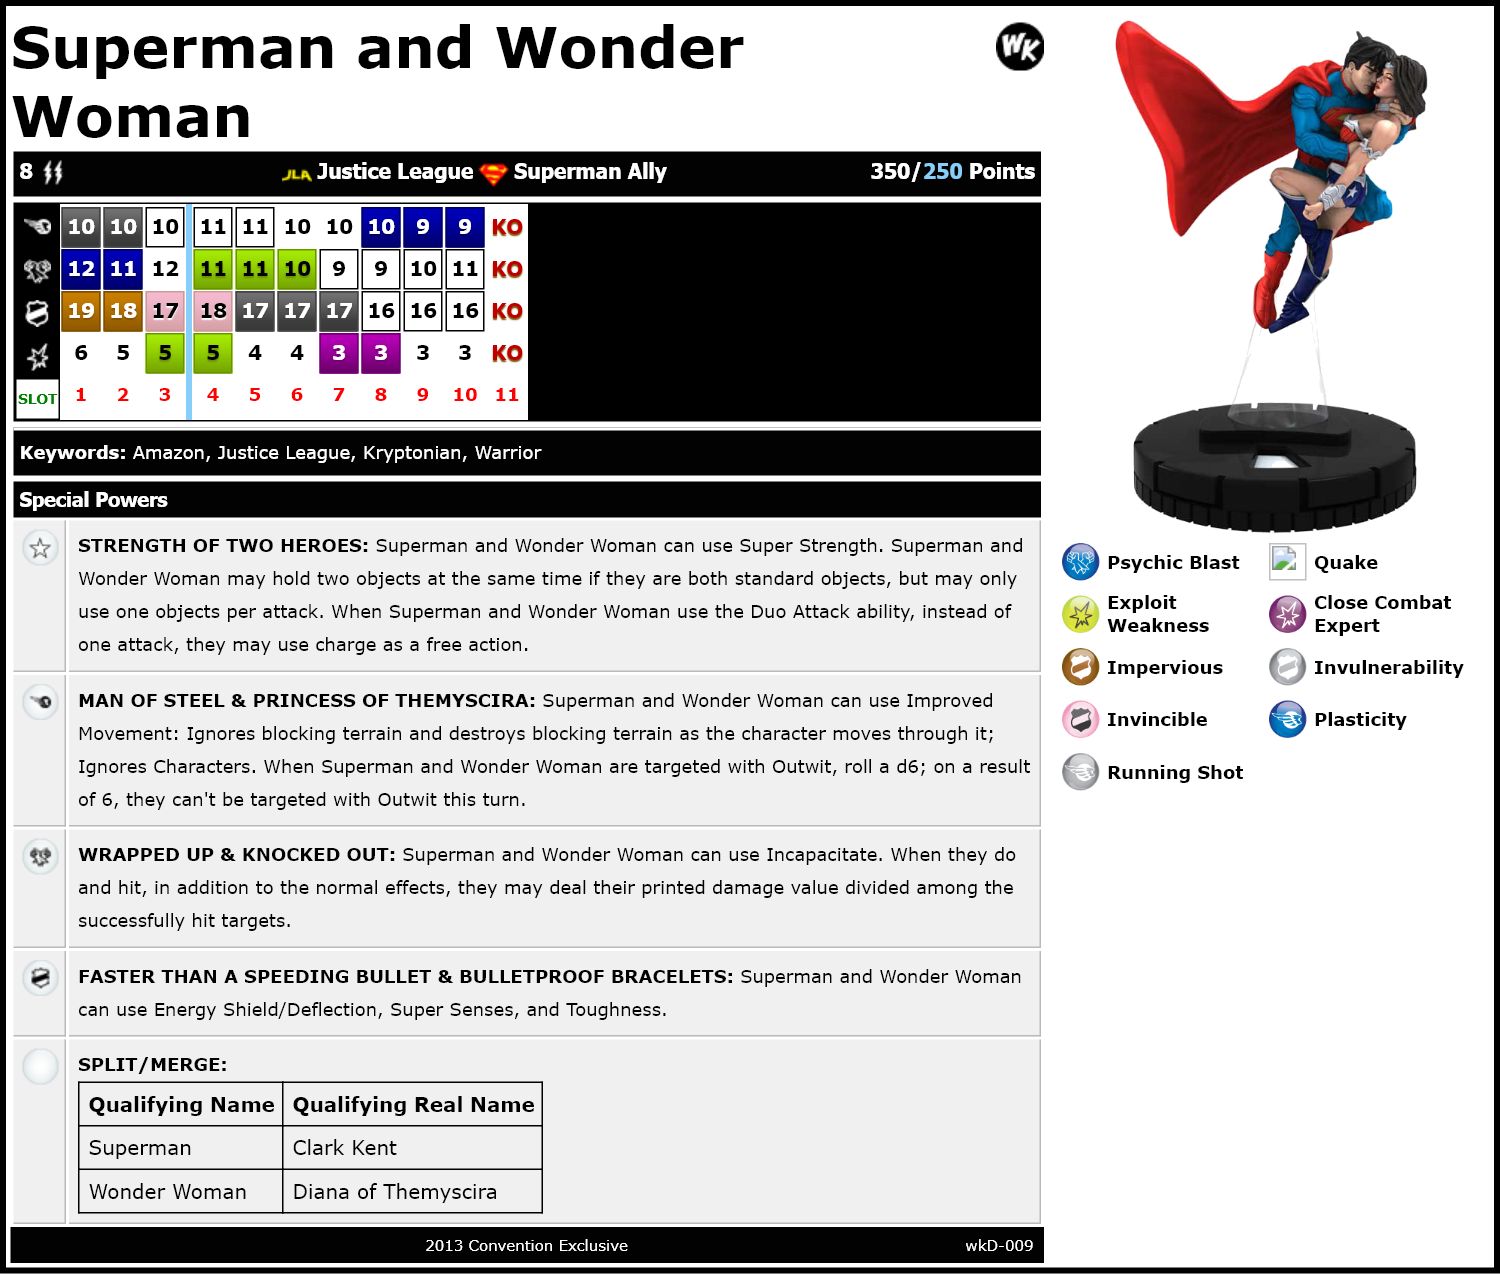 Superman and Wonder
Woman
WK
8 JLA Justice League Superman Ally 350/250 Points
10 10 10 11 11 10 10 10 9 9 KO
12 11 12 11 11 10 9 9 10 11 KO
19 18 17 18 17 17 17 16 16 16 KO
6 5 5 5 4 4 3 3 3 3 KO
SLOT 1 2 3 4 5 6 7 8 9 10 11
Keywords: Amazon, Justice League, Kryptonian, Warrior
Special Powers
STRENGTH OF TWO HEROES: Superman and Wonder Woman can use Super Strength. Superman and
Wonder Woman may hold two objects at the same time if they are both standard objects, but may only
use one objects per attack. When Superman and Wonder Woman use the Duo Attack ability, instead of
one attack, they may use charge as a free action.
MAN OF STEEL & PRINCESS OF THEMYSCIRA: Superman and Wonder Woman can use Improved
Movement: Ignores blocking terrain and destroys blocking terrain as the character moves through it;
Ignores Characters. When Superman and Wonder Woman are targeted with Outwit, roll a d6; on a result
of 6, they can't be targeted with Outwit this turn.
WRAPPED UP & KNOCKED OUT: Superman and Wonder Woman can use Incapacitate. When they do
and hit, in addition to the normal effects, they may deal their printed damage value divided among the
successfully hit targets.
FASTER THAN A SPEEDING BULLET & BULLETPROOF BRACELETS: Superman and Wonder Woman
can use Energy Shield/Deflection, Super Senses, and Toughness.
SPLIT/MERGE:
Qualifying Name Qualifying Real Name
Superman Clark Kent
Wonder Woman Diana of Themyscira
2013 Convention Exclusive wkD-009
Psychic Blast Quake
Exploit
Weakness
Close Combat
Expert
Impervious Invulnerability
Invincible Plasticity
Running Shot